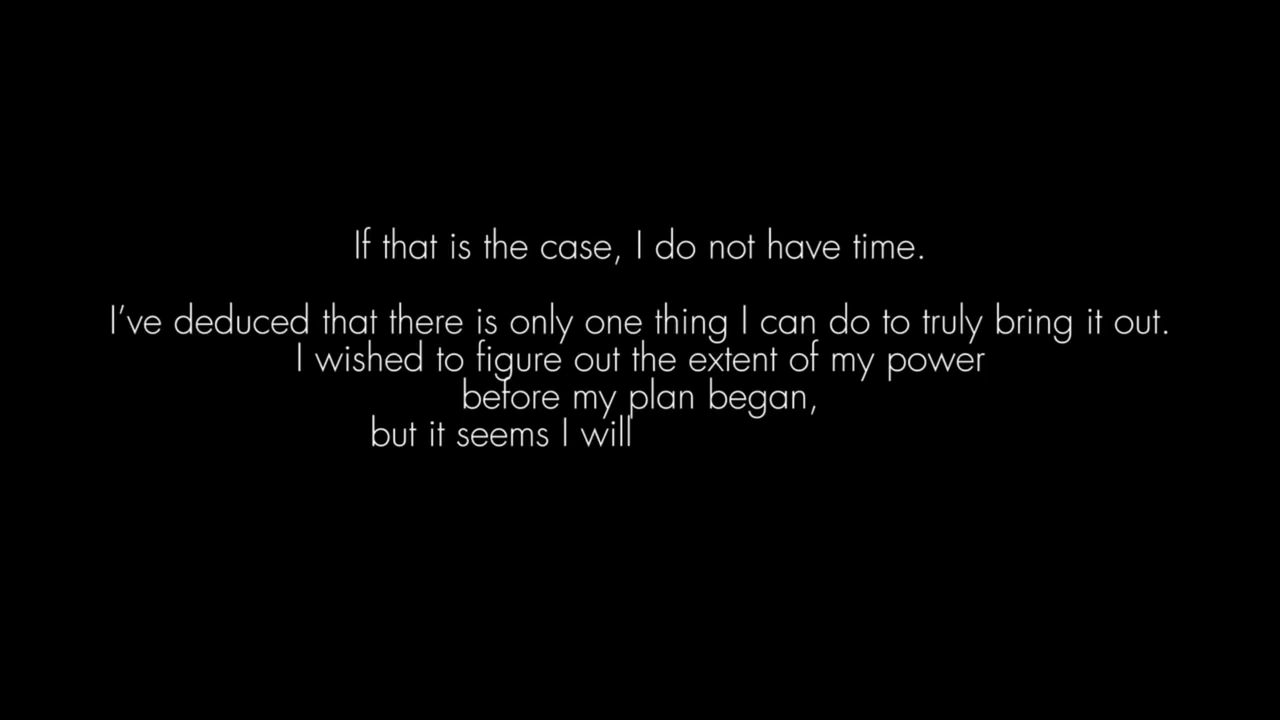 If that is the case, I do not have time.
I've deduced that there is only one thing I can do to truly bring it out.
I wished to figure out the extent of my power
before my plan began,
but it seems I will